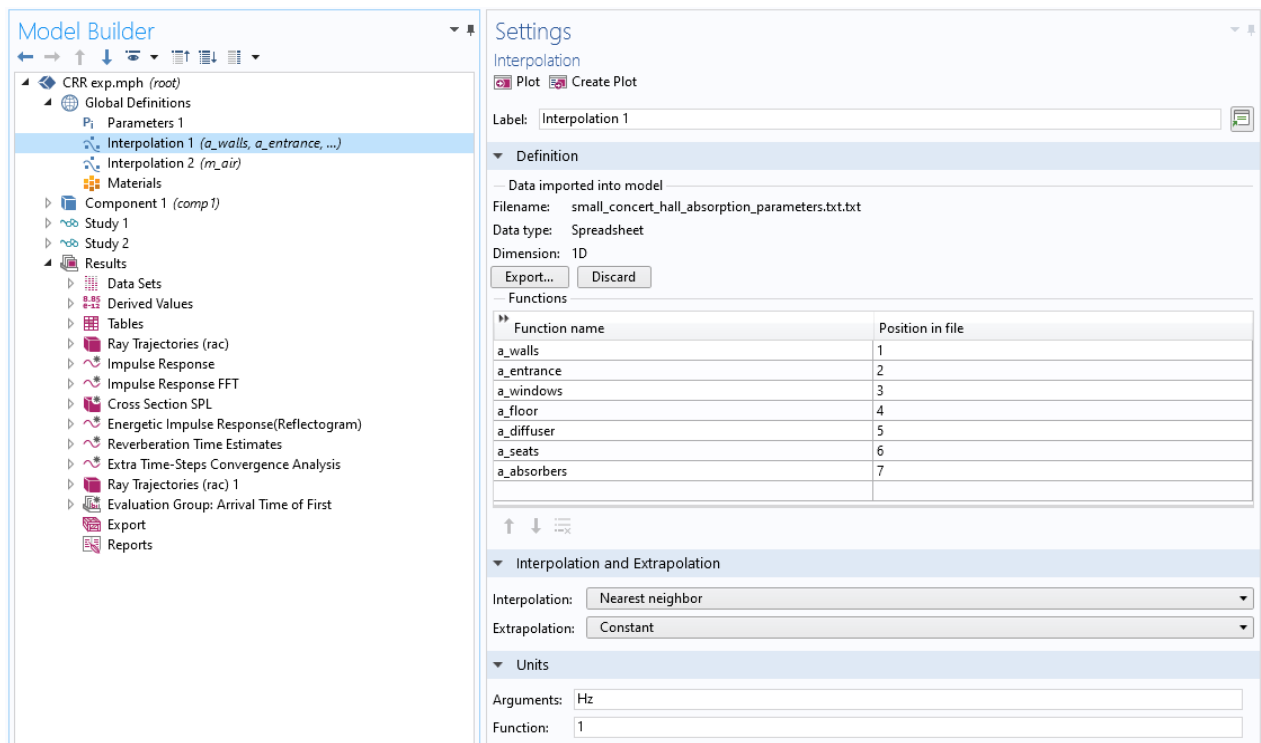 Model Builder
CRR exp.mph (root)
Global Definitions
Pi Parameters 1
Interpolation 1 (a_walls, a_entrance, ...)
Interpolation 2 (m_air)
Materials
Component 1 (comp1)
Study 1
Study 2
Results
Data Sets
8.85
e-12
Derived Values
Tables
Ray Trajectories (rac)
Impulse Response
Impulse Response FFT
Cross Section SPL
Energetic Impulse Response(Reflectogram)
Reverberation Time Estimates
Extra Time-Steps Convergence Analysis
Ray Trajectories (rac) 1
Evaluation Group: Arrival Time of First
Export
Reports
Settings
Interpolation
Plot Create Plot
Label: Interpolation 1
Definition
Data imported into model
Filename: small_concert_hall_absorption_parameters.txt.txt
Data type: Spreadsheet
Dimension: 1D
Export... Discard
Functions
Function name Position in file
a_walls 1
a_entrance 2
a_windows 3
a_floor 4
a_diffuser 5
a_seats 6
a_absorbers 7
Interpolation and Extrapolation
Interpolation: Nearest neighbor
Extrapolation: Constant
Units
Arguments: Hz
Function: 1